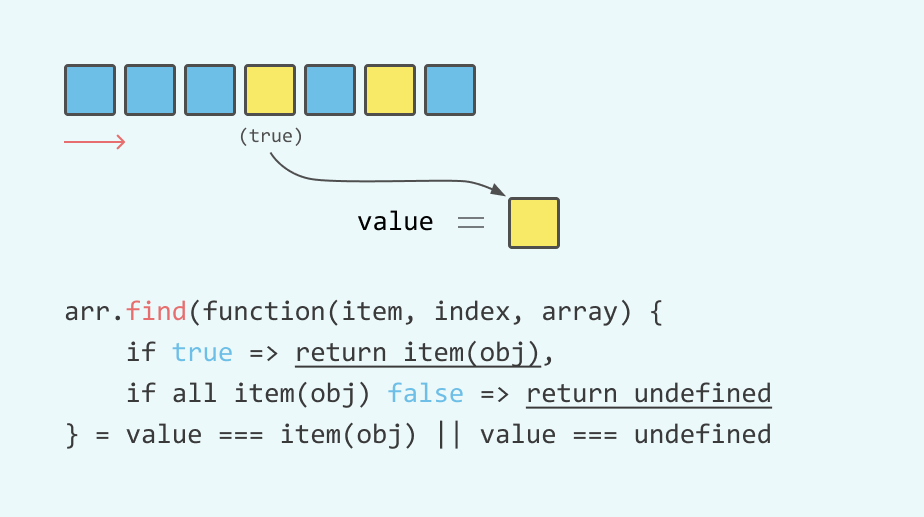 (true)
value =
arr.find(function(item, index, array) {
    if true => return item(obj),
    if all item(obj) false => return undefined
} = value === item(obj) || value === undefined